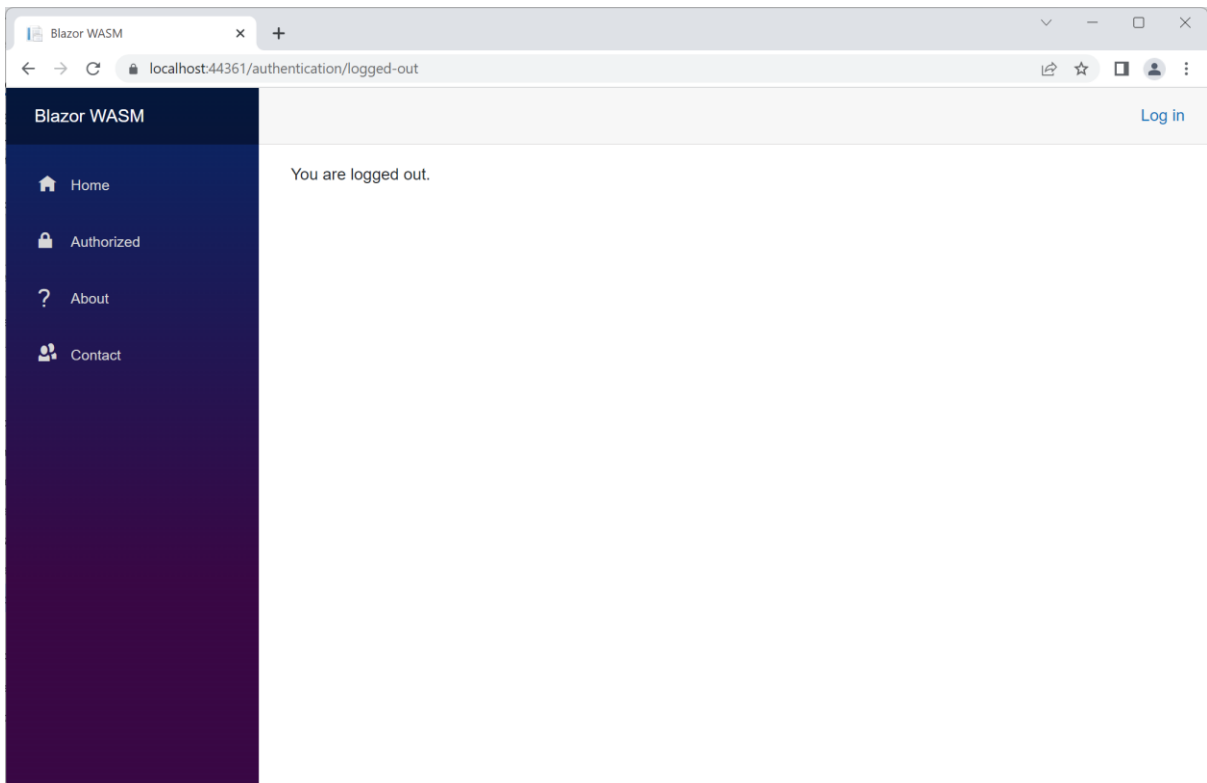 Blazor WASM
localhost:44361/authentication/logged-out
Blazor WASM
Log in
Home
You are logged out.
Authorized
? About
Contact